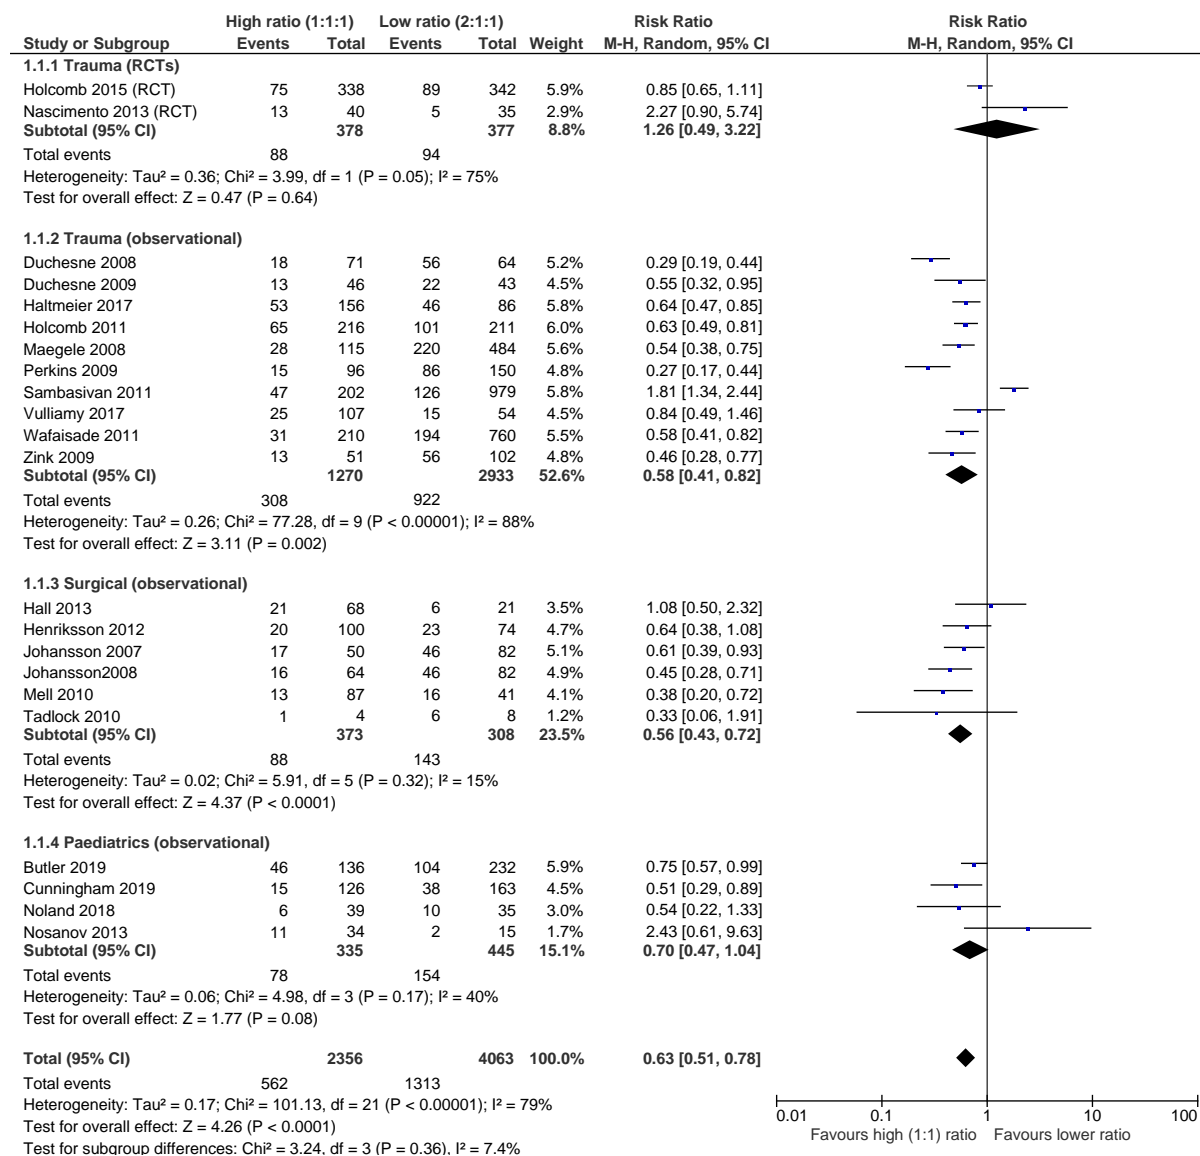 High ratio (1:1:1) Low ratio (2:1:1) Risk Ratio Risk Ratio
Study or Subgroup Events Total Events Total Weight M-H, Random, 95% CI M-H, Random, 95% CI
1.1.1 Trauma (RCTs)
Holcomb 2015 (RCT) 75 338 89 342 5.9% 0.85 [0.65, 1.11]
Nascimento 2013 (RCT) 13 40 5 35 2.9% 2.27 [0.90, 5.74]
Subtotal (95% CI) 378 377 8.8% 1.26 [0.49, 3.22]
Total events 88 94
Heterogeneity: Tau² = 0.36; Chi² = 3.99, df = 1 (P = 0.05); I² = 75%
Test for overall effect: Z = 0.47 (P = 0.64)
1.1.2 Trauma (observational)
Duchesne 2008 18 71 56 64 5.2% 0.29 [0.19, 0.44]
Duchesne 2009 13 46 22 43 4.5% 0.55 [0.32, 0.95]
Haltmeier 2017 53 156 46 86 5.8% 0.64 [0.47, 0.85]
Holcomb 2011 65 216 101 211 6.0% 0.63 [0.49, 0.81]
Maegele 2008 28 115 220 484 5.6% 0.54 [0.38, 0.75]
Perkins 2009 15 96 86 150 4.8% 0.27 [0.17, 0.44]
Sambasivan 2011 47 202 126 979 5.8% 1.81 [1.34, 2.44]
Vulliamy 2017 25 107 15 54 4.5% 0.84 [0.49, 1.46]
Wafaisade 2011 31 210 194 760 5.5% 0.58 [0.41, 0.82]
Zink 2009 13 51 56 102 4.8% 0.46 [0.28, 0.77]
Subtotal (95% CI) 1270 2933 52.6% 0.58 [0.41, 0.82]
Total events 308 922
Heterogeneity: Tau² = 0.26; Chi² = 77.28, df = 9 (P < 0.00001); I² = 88%
Test for overall effect: Z = 3.11 (P = 0.002)
1.1.3 Surgical (observational)
Hall 2013 21 68 6 21 3.5% 1.08 [0.50, 2.32]
Henriksson 2012 20 100 23 74 4.7% 0.64 [0.38, 1.08]
Johansson 2007 17 50 46 82 5.1% 0.61 [0.39, 0.93]
Johansson2008 16 64 46 82 4.9% 0.45 [0.28, 0.71]
Mell 2010 13 87 16 41 4.1% 0.38 [0.20, 0.72]
Tadlock 2010 1 4 6 8 1.2% 0.33 [0.06, 1.91]
Subtotal (95% CI) 373 308 23.5% 0.56 [0.43, 0.72]
Total events 88 143
Heterogeneity: Tau² = 0.02; Chi² = 5.91, df = 5 (P = 0.32); I² = 15%
Test for overall effect: Z = 4.37 (P < 0.0001)
1.1.4 Paediatrics (observational)
Butler 2019 46 136 104 232 5.9% 0.75 [0.57, 0.99]
Cunningham 2019 15 126 38 163 4.5% 0.51 [0.29, 0.89]
Noland 2018 6 39 10 35 3.0% 0.54 [0.22, 1.33]
Nosanov 2013 11 34 2 15 1.7% 2.43 [0.61, 9.63]
Subtotal (95% CI) 335 445 15.1% 0.70 [0.47, 1.04]
Total events 78 154
Heterogeneity: Tau² = 0.06; Chi² = 4.98, df = 3 (P = 0.17); I² = 40%
Test for overall effect: Z = 1.77 (P = 0.08)
Total (95% CI) 2356 4063 100.0% 0.63 [0.51, 0.78]
Total events 562 1313
Heterogeneity: Tau² = 0.17; Chi² = 101.13, df = 21 (P < 0.00001); I² = 79%
Test for overall effect: Z = 4.26 (P < 0.0001)
Test for subgroup differences: Chi² = 3.24, df = 3 (P = 0.36), I² = 7.4%
0.01 0.1 1 10 100
Favours high (1:1) ratio Favours lower ratio